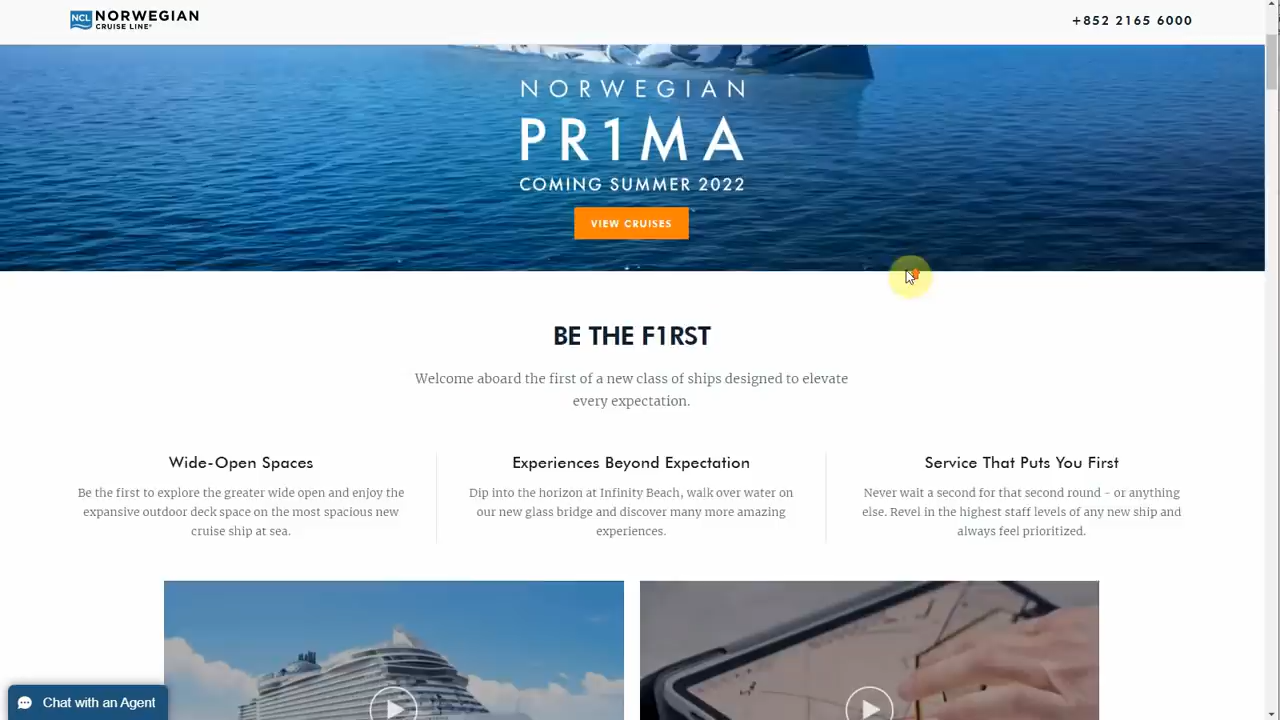 NCL NORWEGIAN
CRUISE LINE®
+852 2165 6000
NORWEGIAN
PR1MA
COMING SUMMER 2022
VIEW CRUISES
BE THE F1RST
Welcome aboard the first of a new class of ships designed to elevate
every expectation.
Wide-Open Spaces
Be the first to explore the greater wide open and enjoy the
expansive outdoor deck space on the most spacious new
cruise ship at sea.
Experiences Beyond Expectation
Dip into the horizon at Infinity Beach, walk over water on
our new glass bridge and discover many more amazing
experiences.
Service That Puts You First
Never wait a second for that second round - or anything
else. Revel in the highest staff levels of any new ship and
always feel prioritized.
Chat with an Agent